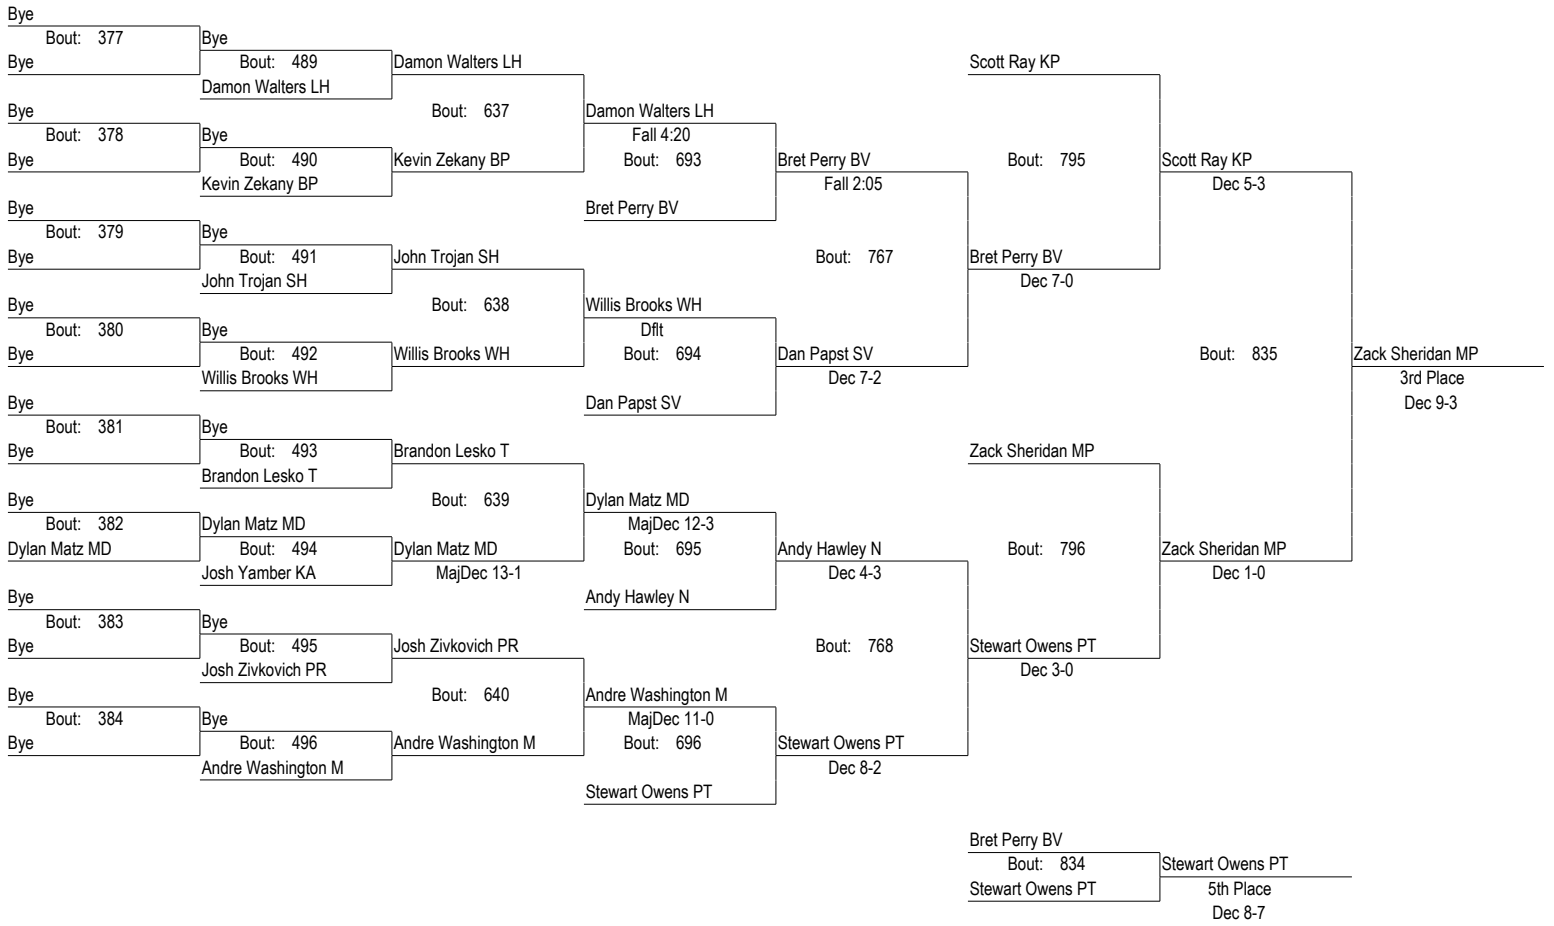 Bye
Bout: 377
Bye
Bye
Bout: 489
Damon Walters LH
Damon Walters LH
Scott Ray KP
Bye
Bout: 378
Bye
Bye
Bout: 490
Kevin Zekany BP
Bout: 637
Kevin Zekany BP
Damon Walters LH
Fall 4:20
Bout: 693
Bret Perry BV
Bret Perry BV
Fall 2:05
Bout: 795
Scott Ray KP
Dec 5-3
Bye
Bout: 379
Bye
Bye
Bout: 491
John Trojan SH
John Trojan SH
Bout: 767
Bret Perry BV
Dec 7-0
Bye
Bout: 380
Bye
Bye
Bout: 492
Willis Brooks WH
Bout: 638
Willis Brooks WH
Willis Brooks WH
Dflt
Bout: 694
Dan Papst SV
Dan Papst SV
Dec 7-2
Bout: 835
Zack Sheridan MP
3rd Place
Dec 9-3
Bye
Bout: 381
Bye
Bye
Bout: 493
Brandon Lesko T
Brandon Lesko T
Zack Sheridan MP
Bye
Bout: 382
Dylan Matz MD
Dylan Matz MD
Bout: 494
Josh Yamber KA
Bout: 639
Dylan Matz MD
MajDec 13-1
Dylan Matz MD
MajDec 12-3
Bout: 695
Andy Hawley N
Andy Hawley N
Dec 4-3
Bout: 796
Zack Sheridan MP
Dec 1-0
Bye
Bout: 383
Bye
Bye
Bout: 495
Josh Zivkovich PR
Josh Zivkovich PR
Bout: 768
Stewart Owens PT
Dec 3-0
Bye
Bout: 384
Bye
Bye
Bout: 496
Andre Washington M
Bout: 640
Andre Washington M
Andre Washington M
MajDec 11-0
Bout: 696
Stewart Owens PT
Stewart Owens PT
Dec 8-2
Bret Perry BV
Bout: 834
Stewart Owens PT
Stewart Owens PT
5th Place
Dec 8-7